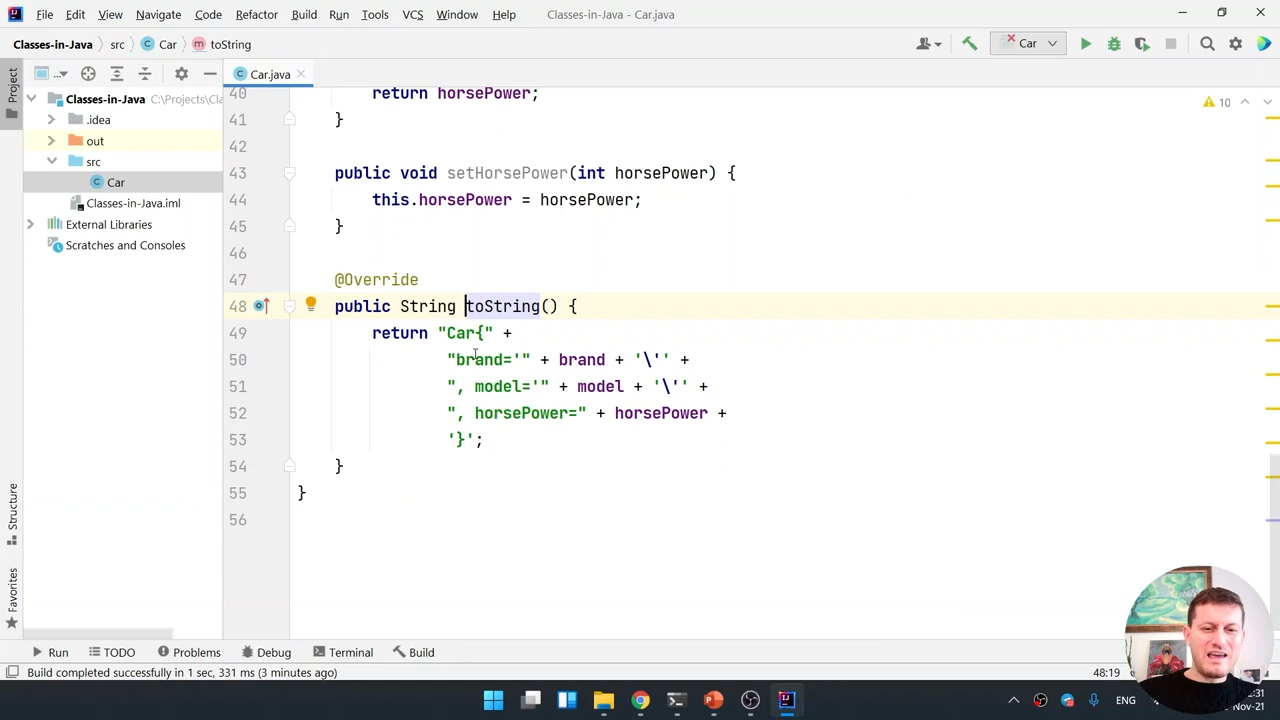 File Edit View Navigate Code Refactor Build Run Tools VCS Window Help Classes-in-Java - Car.java
Classes-in-Java src Car toString Car
Project
... Car.java
Classes-in-Java C:\Projects\Cla
.idea
out
src
Car
Classes-in-Java.iml
External Libraries
Scratches and Consoles
10
40 return horsePower;
41 }
42
43 public void setHorsePower(int horsePower) {
44 this.horsePower = horsePower;
45 }
46
47 @Override
48 public String toString() {
49 return "Car{" +
50 "brand='" + brand + '\'' +
51 ", model='" + model + '\'' +
52 ", horsePower=" + horsePower +
53 '}';
54 }
55 }
56
Structure
Favorites
Run TODO Problems Debug Terminal Build
Build completed successfully in 1 sec, 331 ms (3 minutes ago) 48:19
ENG